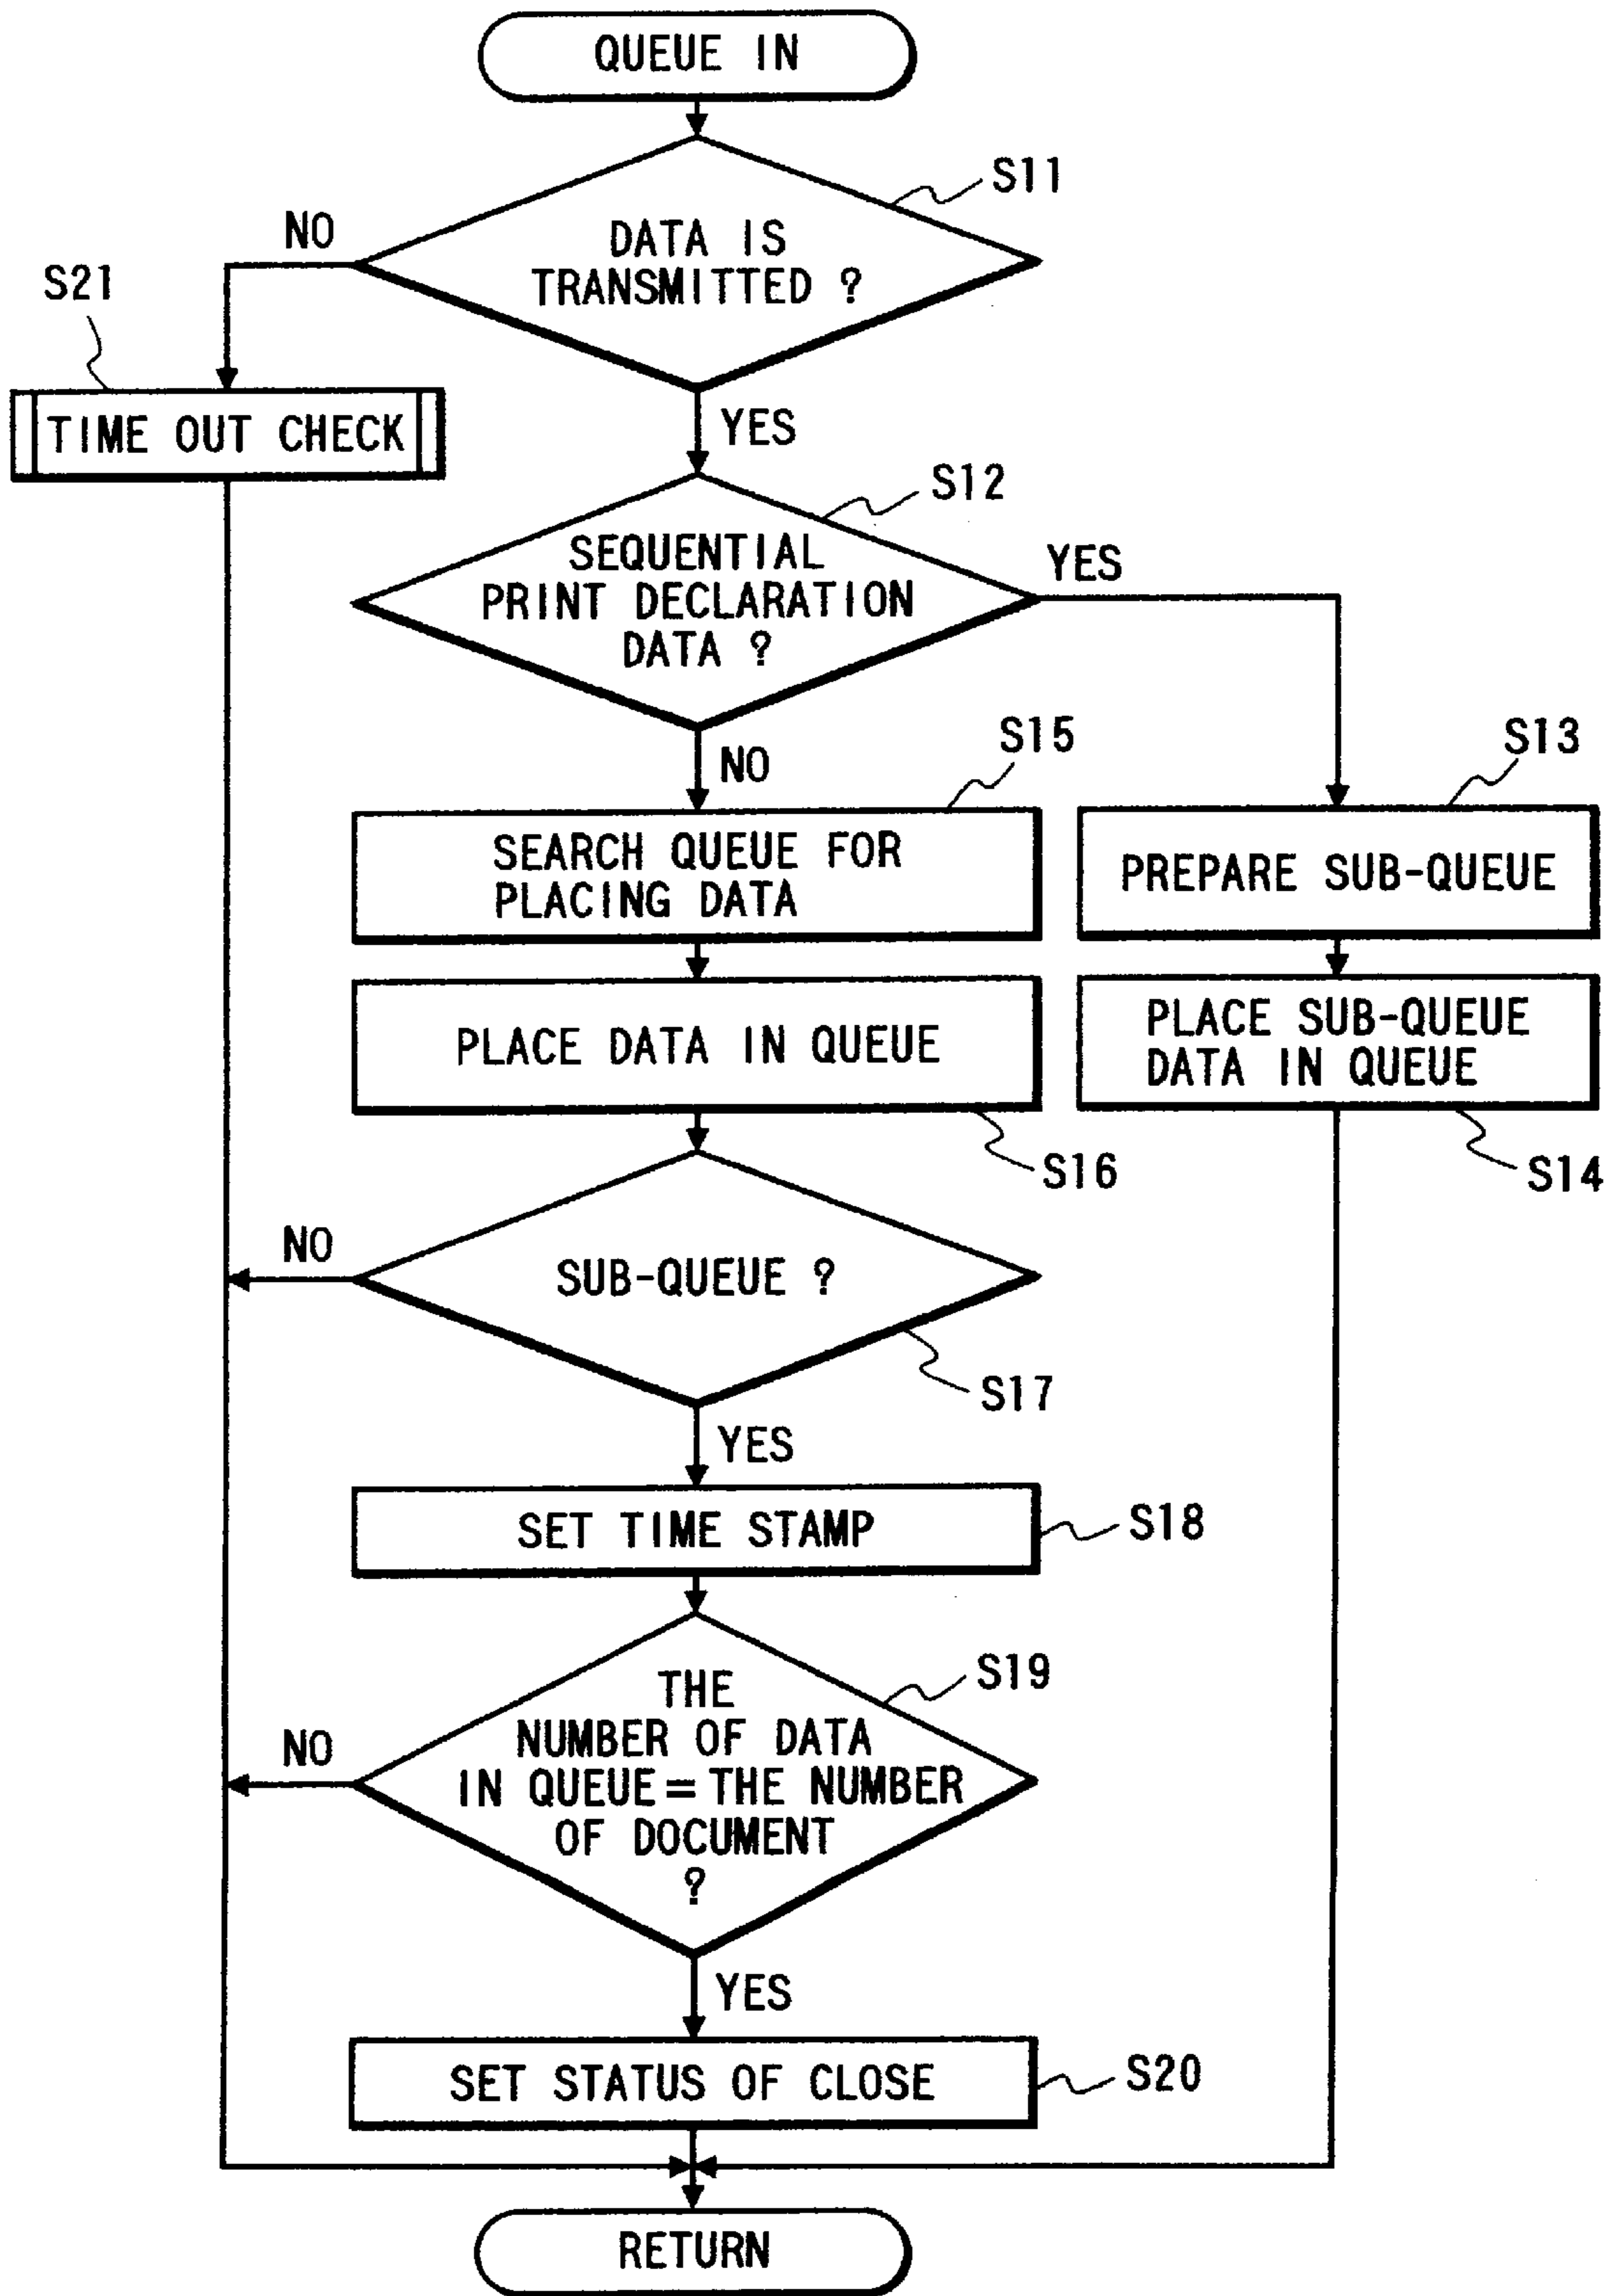 QUEUE IN
S11
NO
DATA IS
TRANSMITTED ?
S21
TIME OUT CHECK
YES
S12
SEQUENTIAL
PRINT DECLARATION
DATA ?
YES
NO
S15
S13
SEARCH QUEUE FOR
PLACING DATA
PREPARE SUB-QUEUE
PLACE DATA IN QUEUE
PLACE SUB-QUEUE
DATA IN QUEUE
S16
S14
NO
SUB-QUEUE ?
S17
YES
SET TIME STAMP
S18
S19
THE
NUMBER OF DATA
IN QUEUE = THE NUMBER
OF DOCUMENT
?
NO
YES
SET STATUS OF CLOSE
S20
RETURN